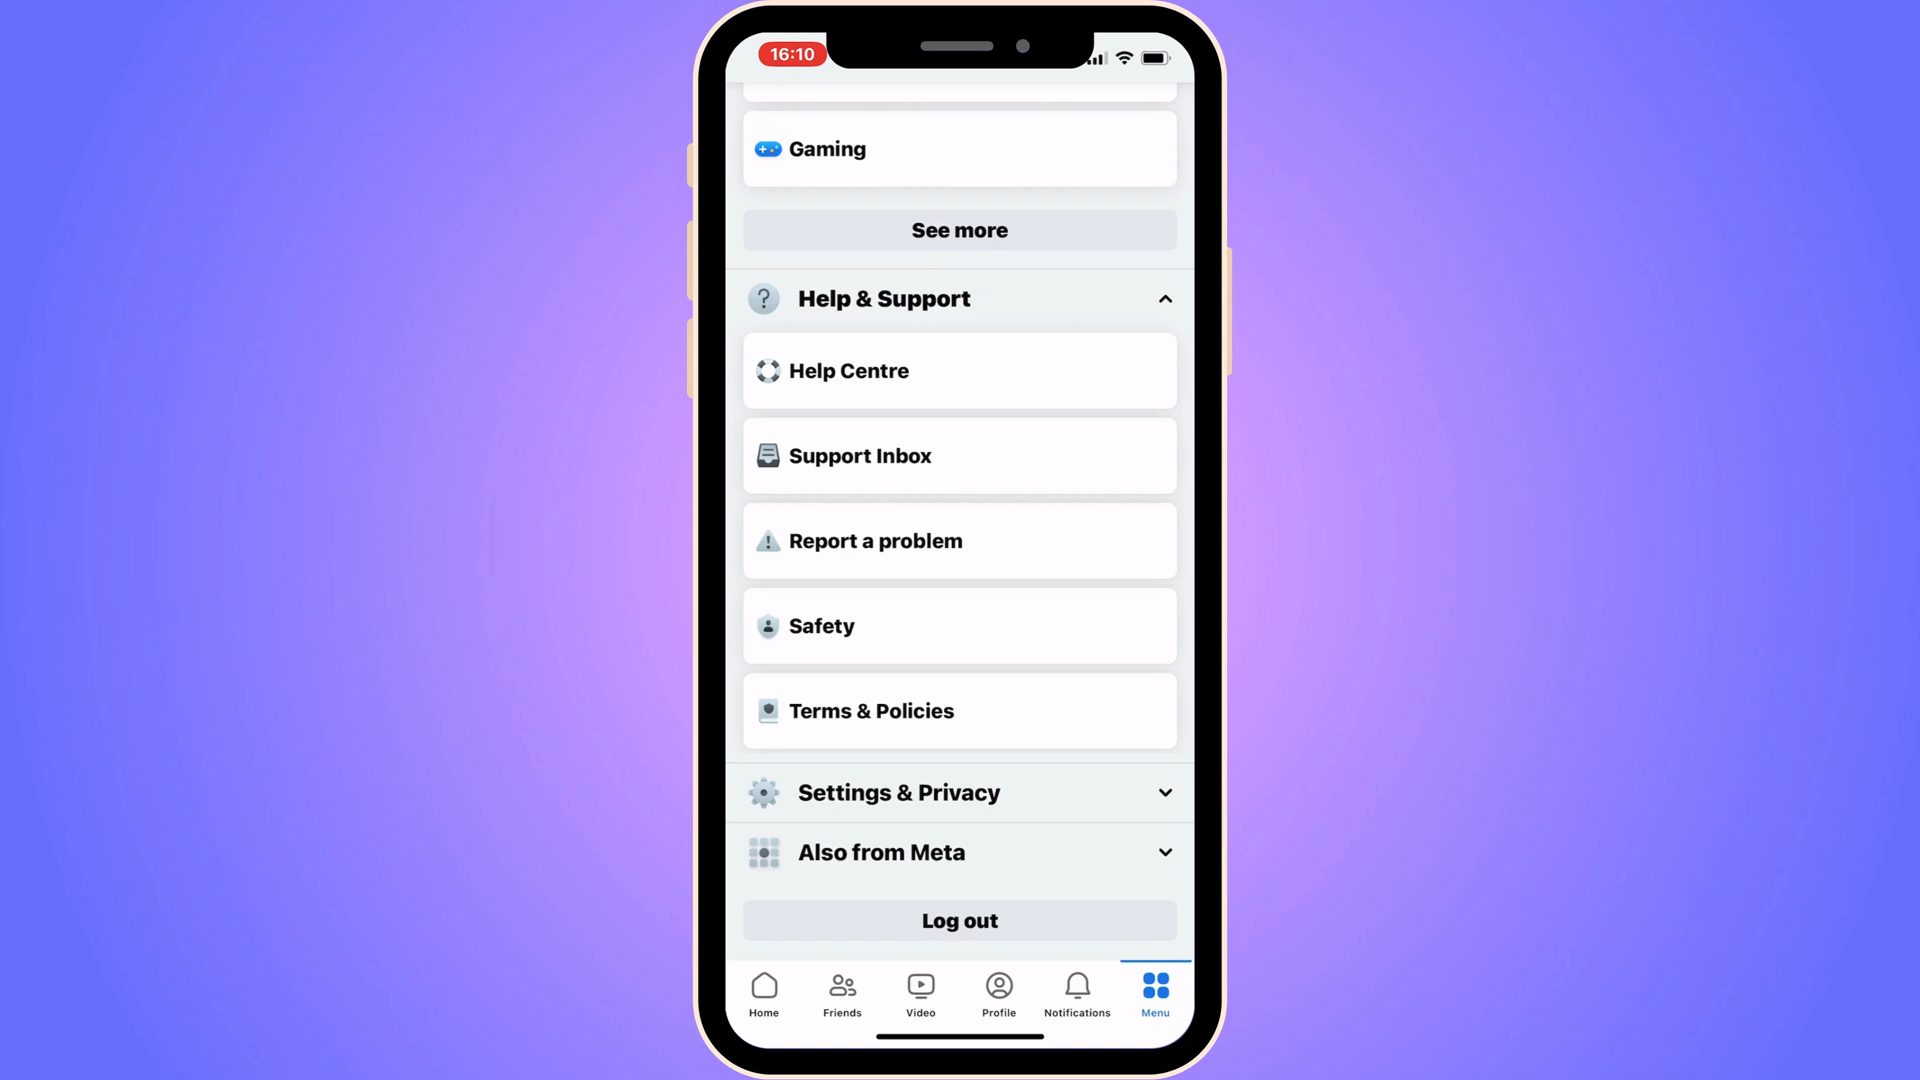 16:10
Gaming
See more
Help & Support
Help Centre
Support Inbox
Report a problem
Safety
Terms & Policies
Settings & Privacy
Also from Meta
Log out
Home Friends Video Profile Notifications Menu